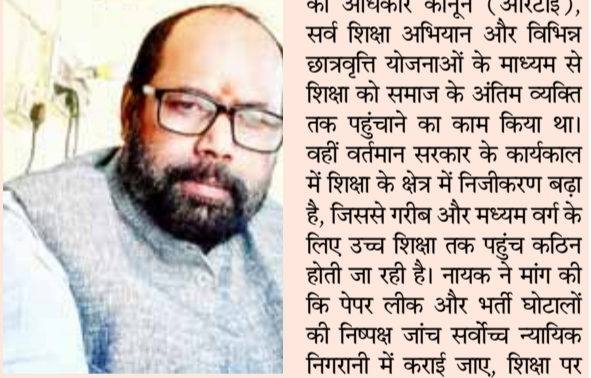 का अधिकार कानून (आरटीई),
सर्व शिक्षा अभियान और विभिन्न
छात्रवृत्ति योजनाओं के माध्यम से
शिक्षा को समाज के अंतिम व्यक्ति
तक पहुंचाने का काम किया था।
वहीं वर्तमान सरकार के कार्यकाल
में शिक्षा के क्षेत्र में निजीकरण बढ़ा
है, जिससे गरीब और मध्यम वर्ग के
लिए उच्च शिक्षा तक पहुंच कठिन
होती जा रही है। नायक ने मांग की
कि पेपर लीक और भर्ती घोटालों
की निष्पक्ष जांच सर्वोच्च न्यायिक
निगरानी में कराई जाए, शिक्षा पर